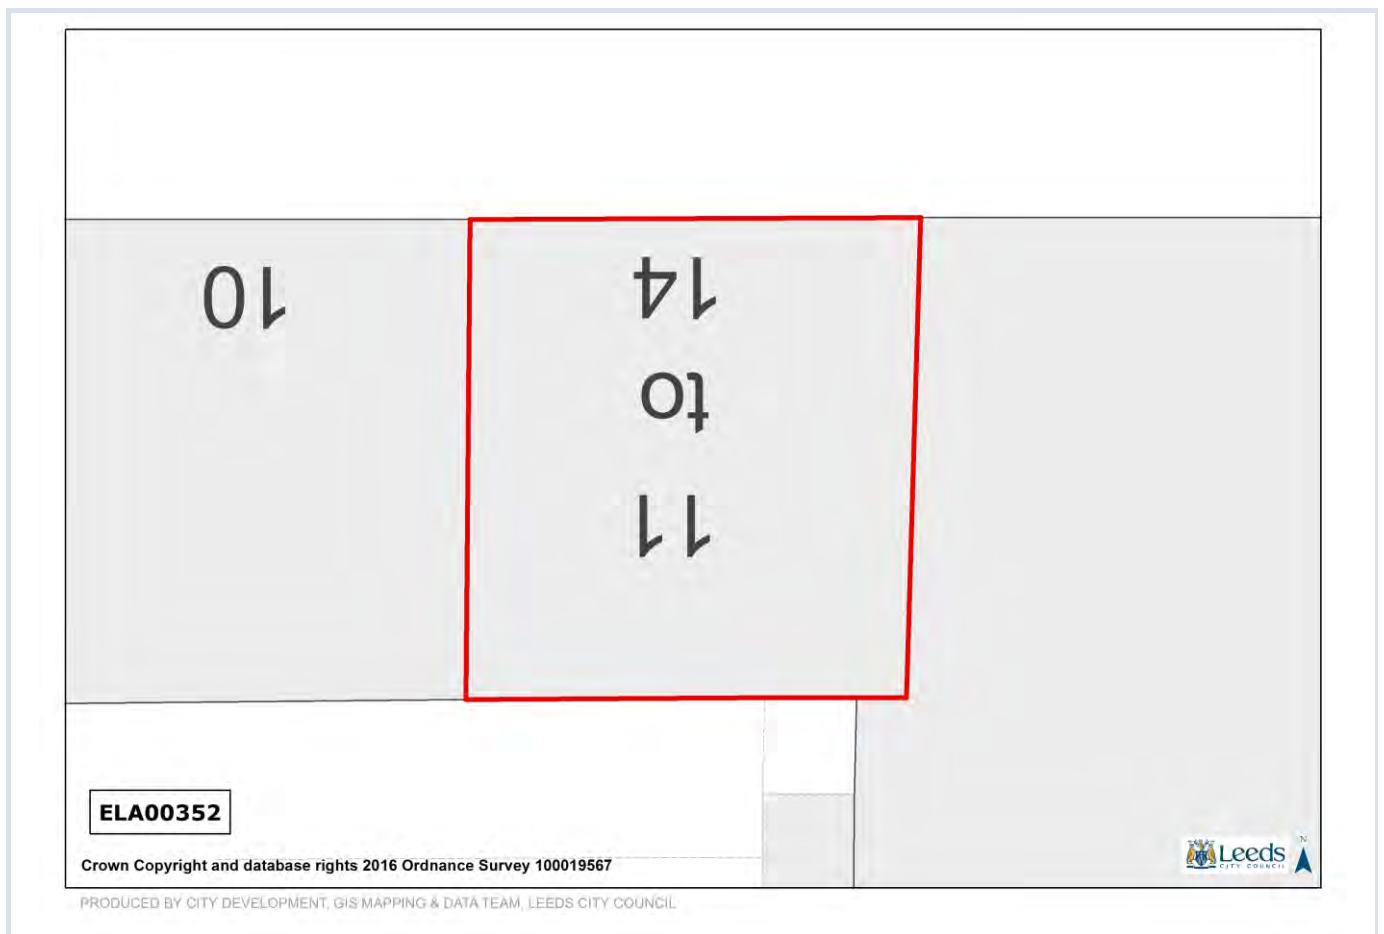 10
11
to
14
ELA00352
Crown Copyright and database rights 2016 Ordnance Survey 100019567
Leeds
CITY COUNCIL
N
PRODUCED BY CITY DEVELOPMENT, GIS MAPPING & DATA TEAM, LEEDS CITY COUNCIL